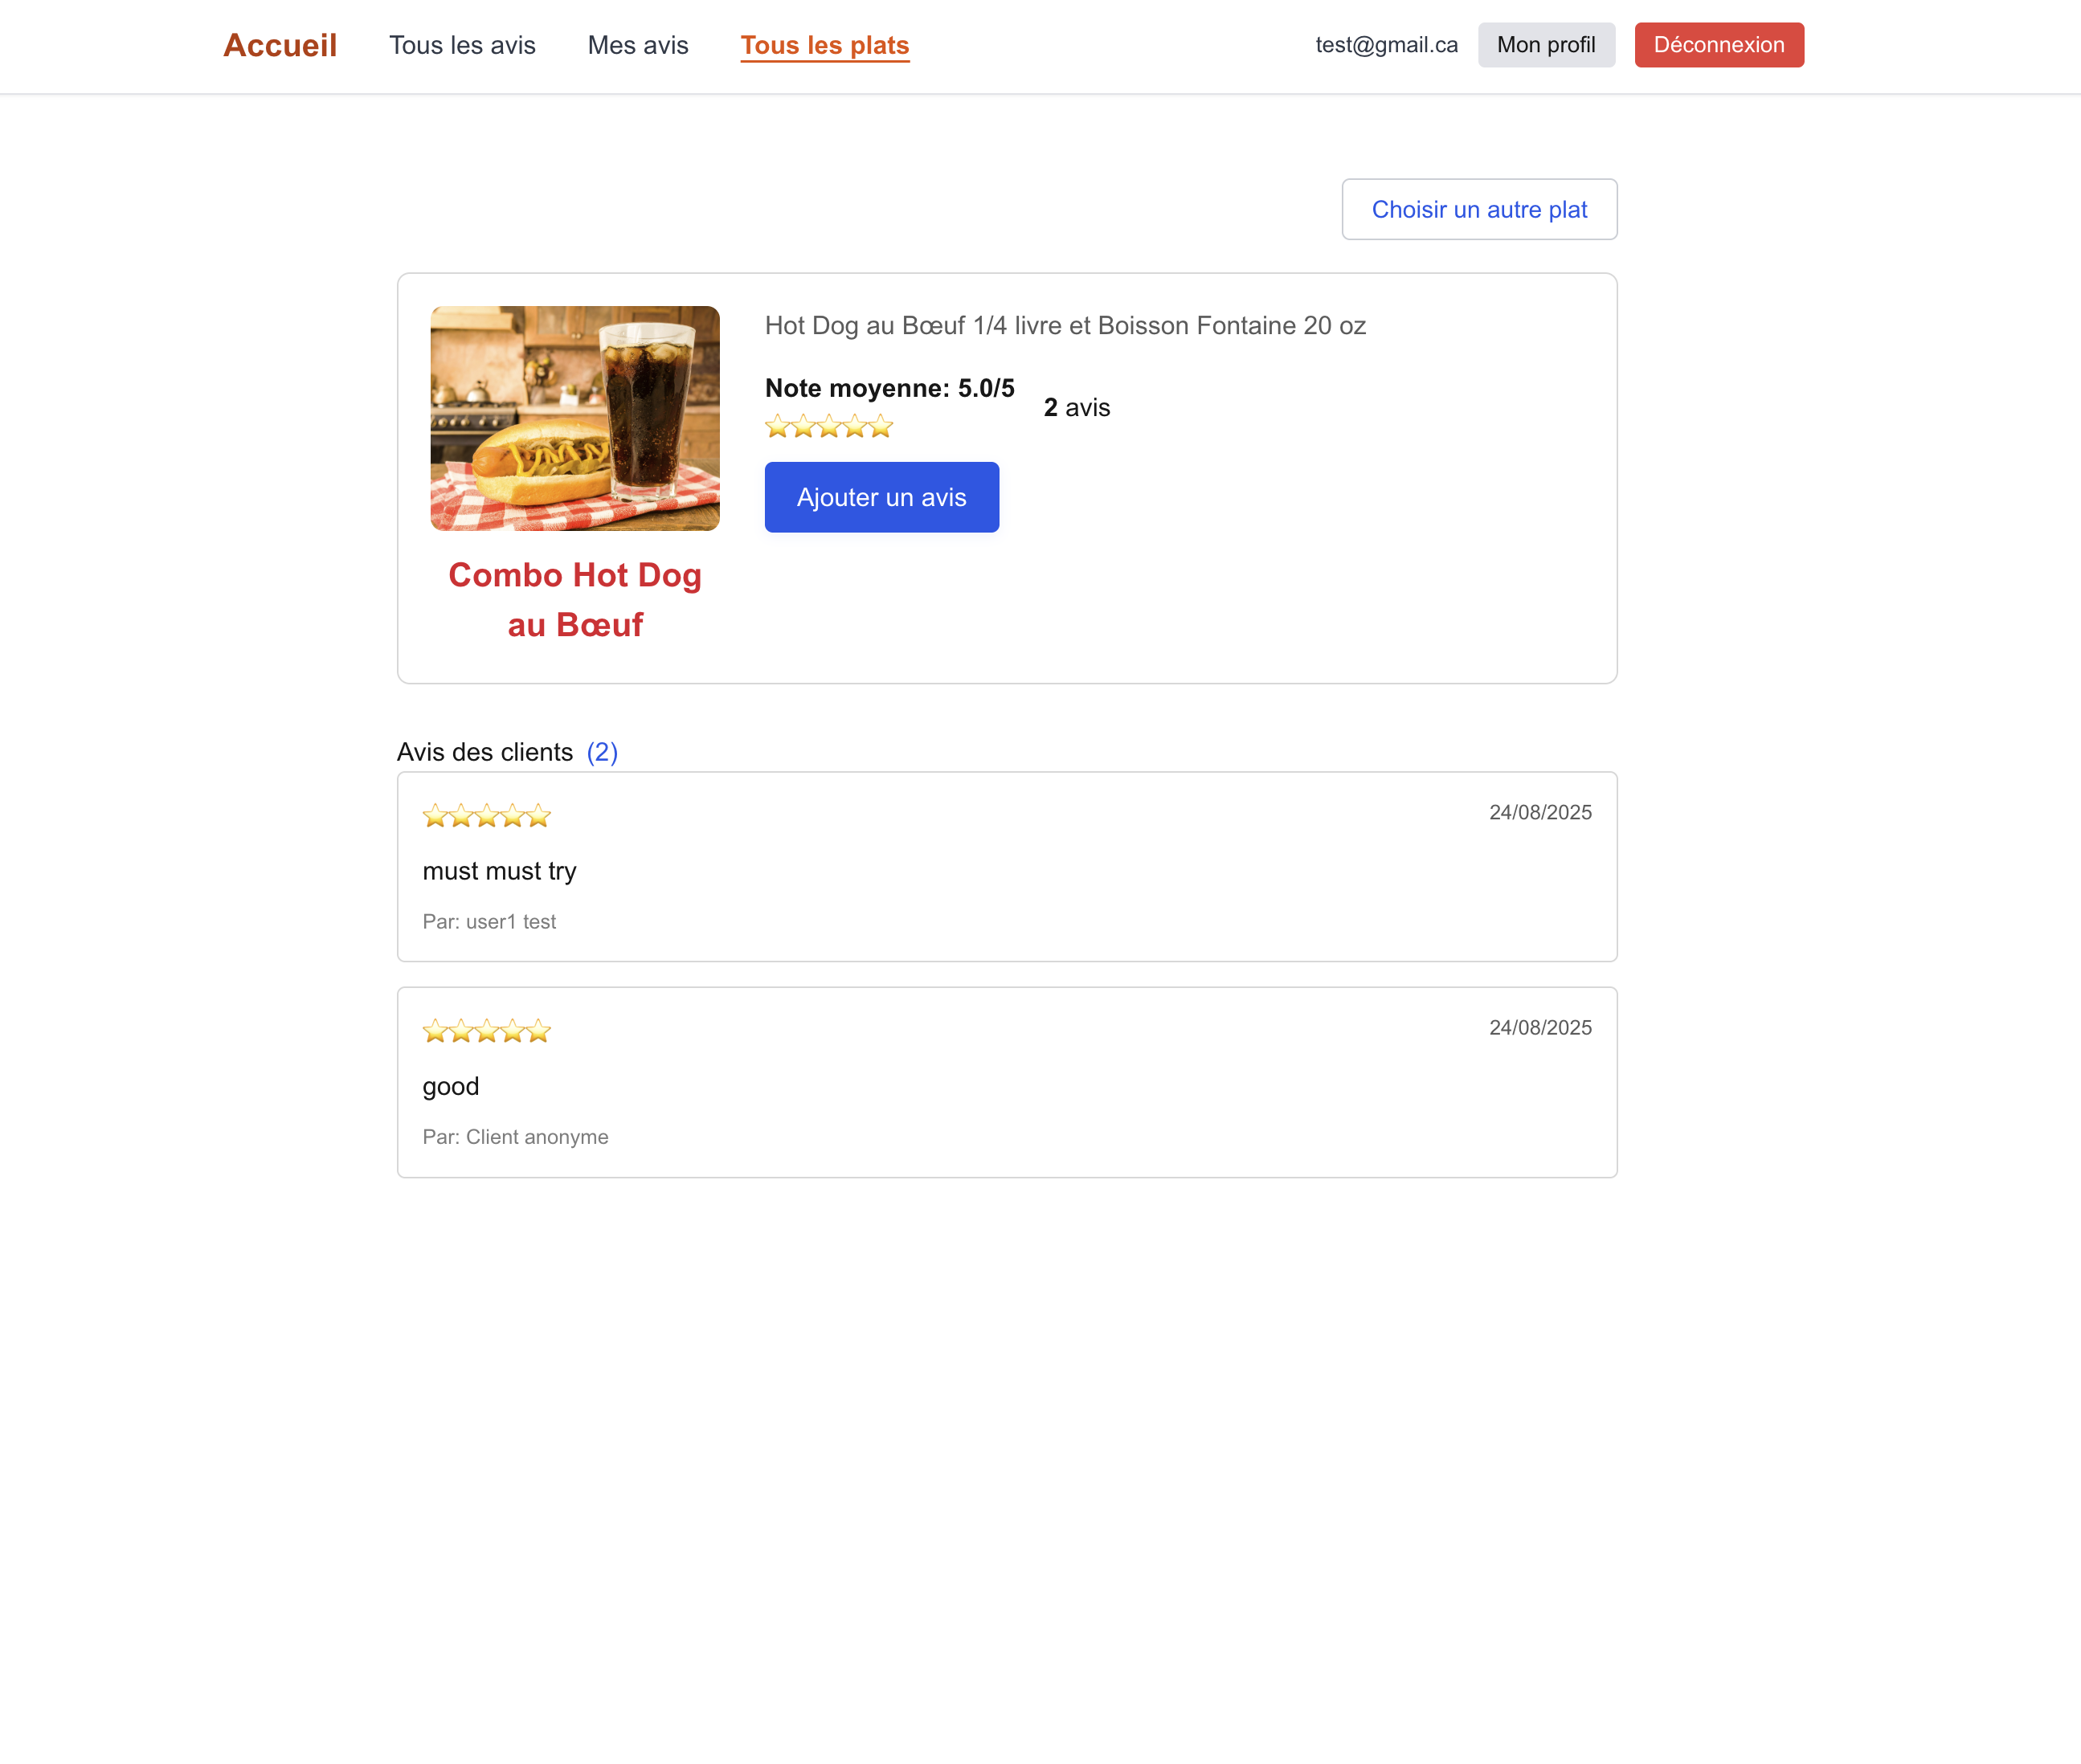 Accueil Tous les avis Mes avis Tous les plats test@gmail.ca Mon profil Déconnexion
Choisir un autre plat
Hot Dog au Bœuf 1/4 livre et Boisson Fontaine 20 oz
Note moyenne: 5.0/5
2 avis
Ajouter un avis
Combo Hot Dog
au Bœuf
Avis des clients (2)
24/08/2025
must must try
Par: user1 test
24/08/2025
good
Par: Client anonyme